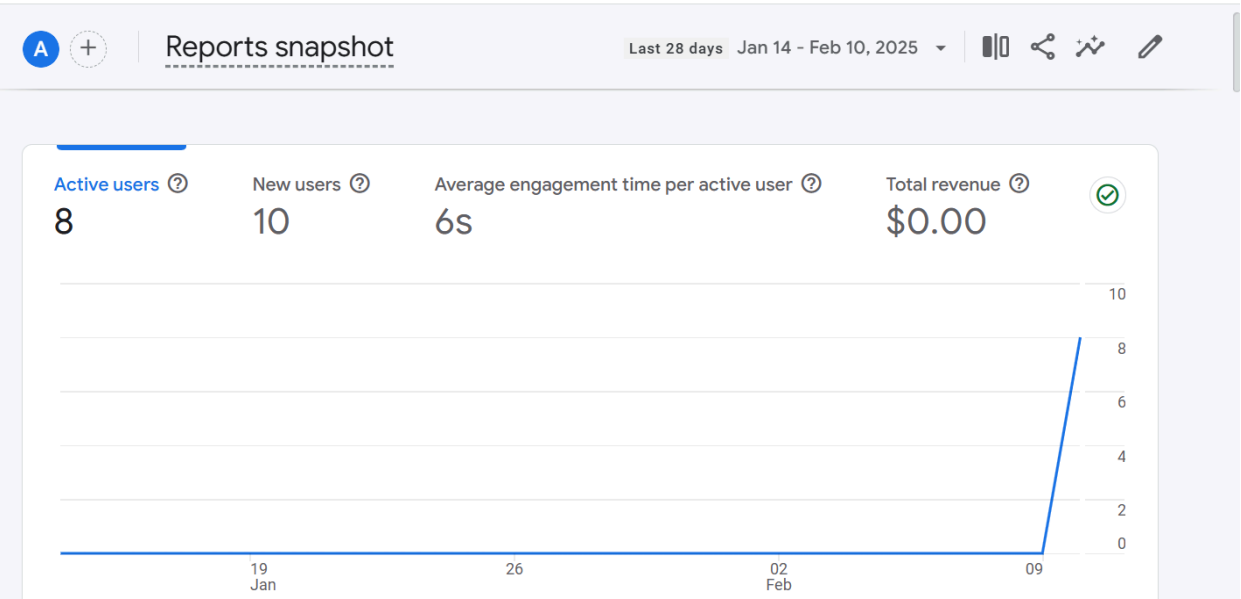 A + Reports snapshot Last 28 days Jan 14 - Feb 10, 2025
Active users ? New users ? Average engagement time per active user ? Total revenue ?
8 10 6s $0.00
10
8
6
4
2
0
19 26 02 09
Jan Feb